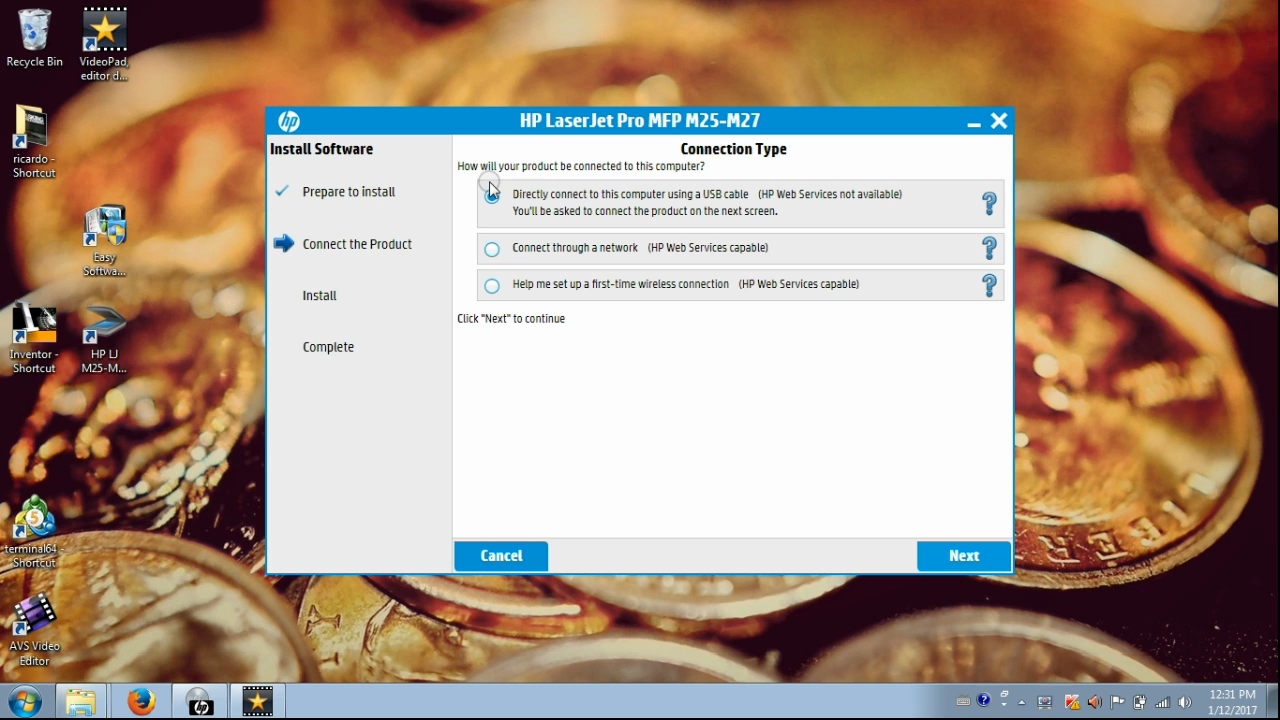 Recycle Bin
VideoPad,
editor d...
ricardo -
Shortcut
Easy
Softwa...
Inventor -
Shortcut
HP LJ
M25-M...
5
terminal64 -
Shortcut
AVS Video
Editor
hp
HP LaserJet Pro MFP M25-M27
Install Software
Prepare to install
Connect the Product
Install
Complete
Connection Type
How will your product be connected to this computer?
Directly connect to this computer using a USB cable (HP Web Services not available)
You'll be asked to connect the product on the next screen.
?
Connect through a network (HP Web Services capable)
?
Help me set up a first-time wireless connection (HP Web Services capable)
?
Click "Next" to continue
Cancel
Next
hp
?
12:31 PM
1/12/2017